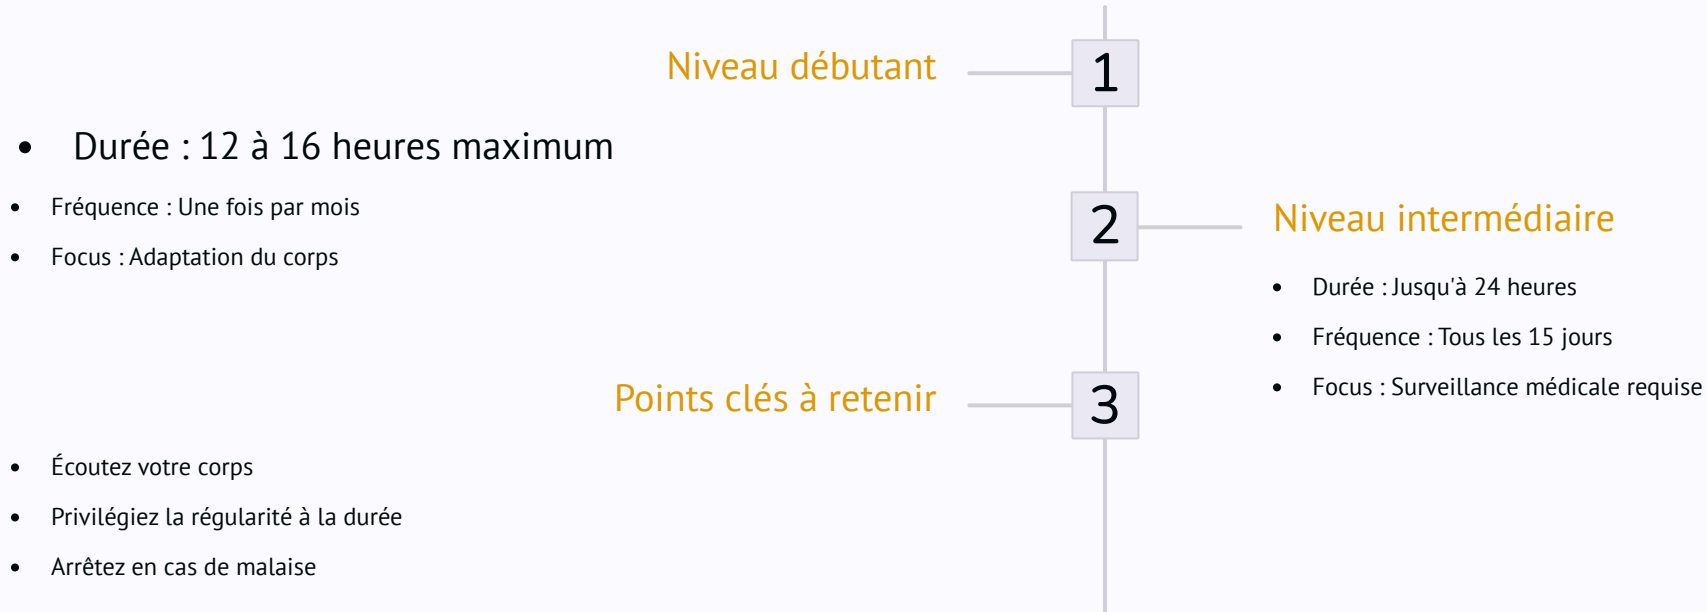 Niveau débutant
1
• Durée : 12 à 16 heures maximum
• Fréquence : Une fois par mois
• Focus : Adaptation du corps
2
Niveau intermédiaire
• Durée : Jusqu'à 24 heures
• Fréquence : Tous les 15 jours
• Focus : Surveillance médicale requise
Points clés à retenir
3
• Écoutez votre corps
• Privilégiez la régularité à la durée
• Arrêtez en cas de malaise